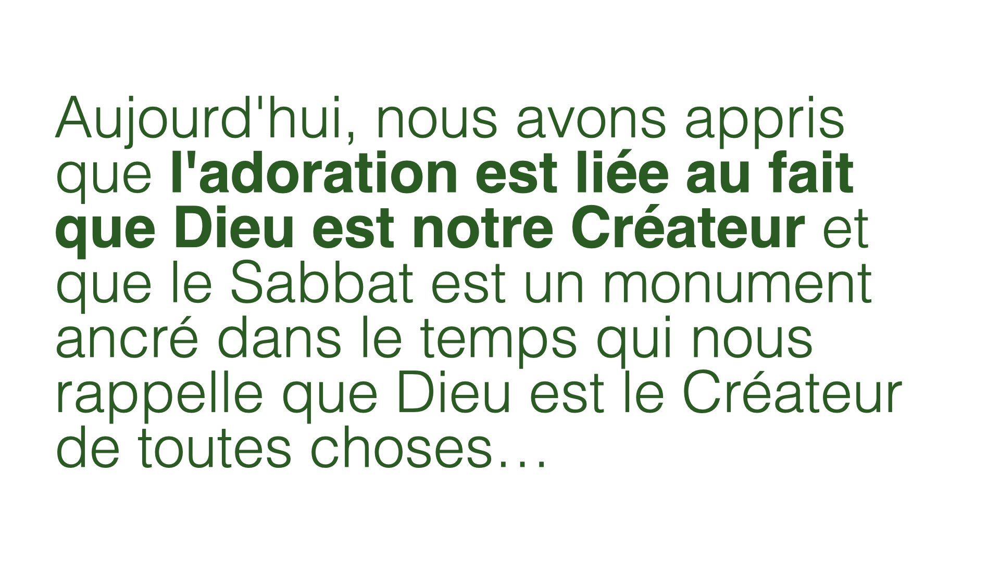 Aujourd'hui, nous avons appris
que l'adoration est liée au fait
que Dieu est notre Créateur et
que le Sabbat est un monument
ancré dans le temps qui nous
rappelle que Dieu est le Créateur
de toutes choses…